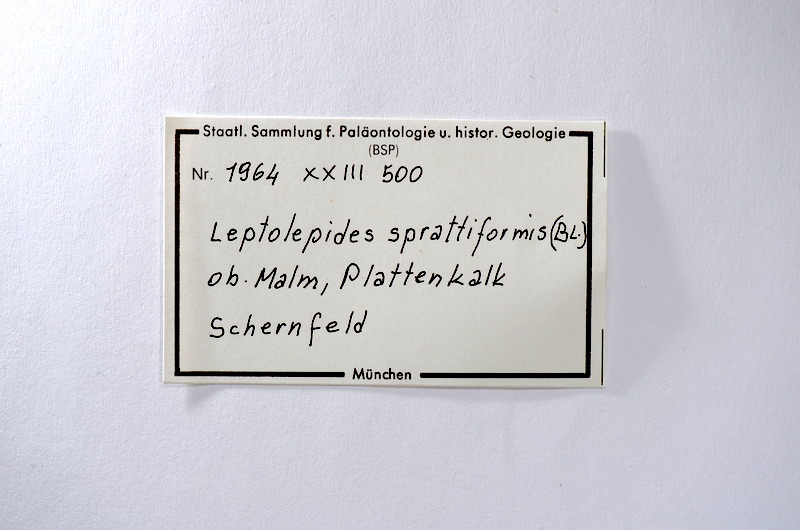 Staatl. Sammlung f. Paläontologie u. histor. Geologie
(BSP)
Nr. 1964 XXIII 500
Leptolepides sprattiformis (BL.)
ob. Malm, Plattenkalk
Schernfeld
München